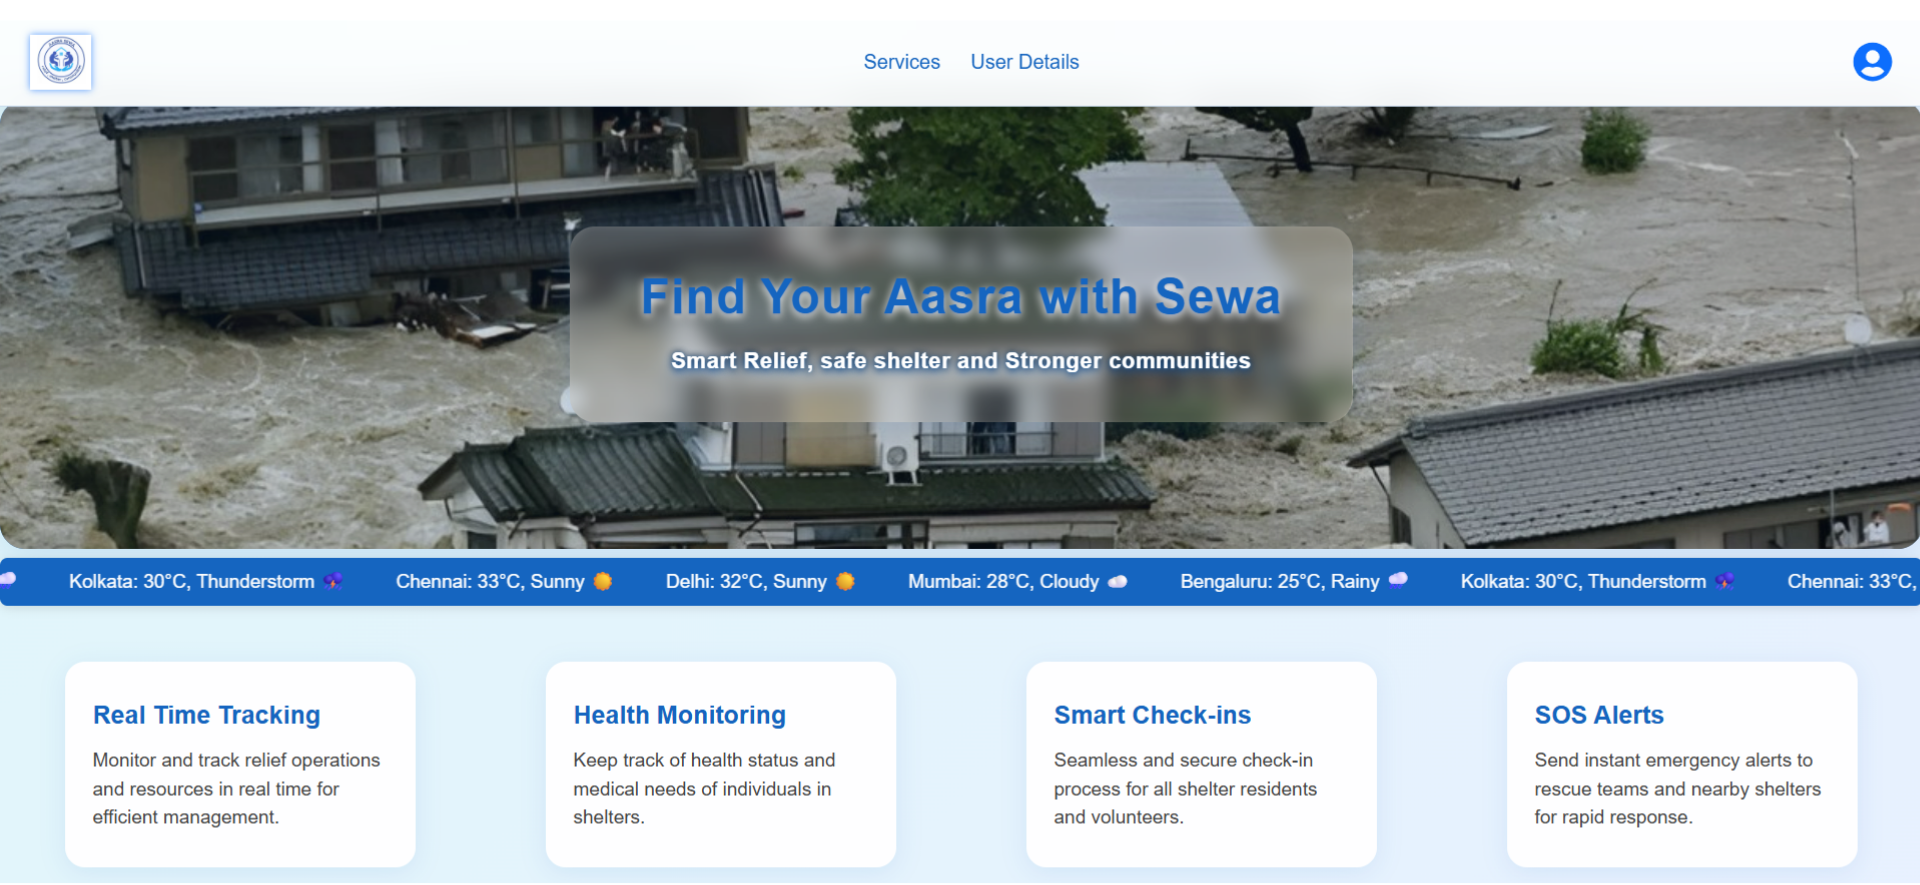 Services User Details
Find Your Aasra with Sewa
Smart Relief, safe shelter and Stronger communities
Kolkata: 30°C, Thunderstorm Chennai: 33°C, Sunny Delhi: 32°C, Sunny Mumbai: 28°C, Cloudy Bengaluru: 25°C, Rainy Kolkata: 30°C, Thunderstorm Chennai: 33°C,
Real Time Tracking
Monitor and track relief operations
and resources in real time for
efficient management.
Health Monitoring
Keep track of health status and
medical needs of individuals in
shelters.
Smart Check-ins
Seamless and secure check-in
process for all shelter residents
and volunteers.
SOS Alerts
Send instant emergency alerts to
rescue teams and nearby shelters
for rapid response.